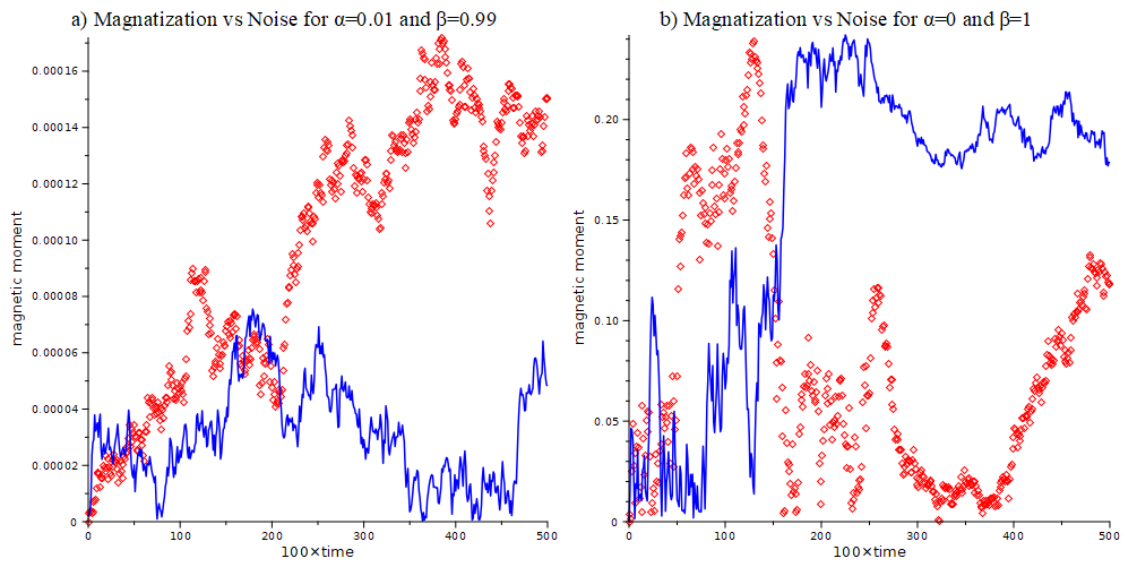 a) Magnatization vs Noise for α=0.01 and β=0.99
magnetic moment
0.00016
0.00014
0.00012
0.00010
0.00008
0.00006
0.00004
0.00002
0
0 100 200 300 400 500
100×time
b) Magnatization vs Noise for α=0 and β=1
magnetic moment
0.20
0.15
0.10
0.05
0
0 100 200 300 400 500
100×time